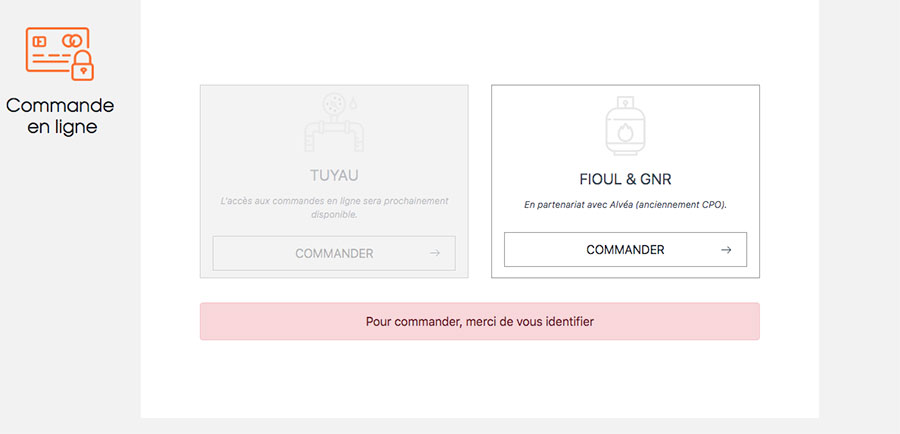 Commande
en ligne
TUYAU
L'accès aux commandes en ligne sera prochainement
disponible.
COMMANDER
FIOUL & GNR
En partenariat avec Alvéa (anciennement CPO).
COMMANDER
Pour commander, merci de vous identifier